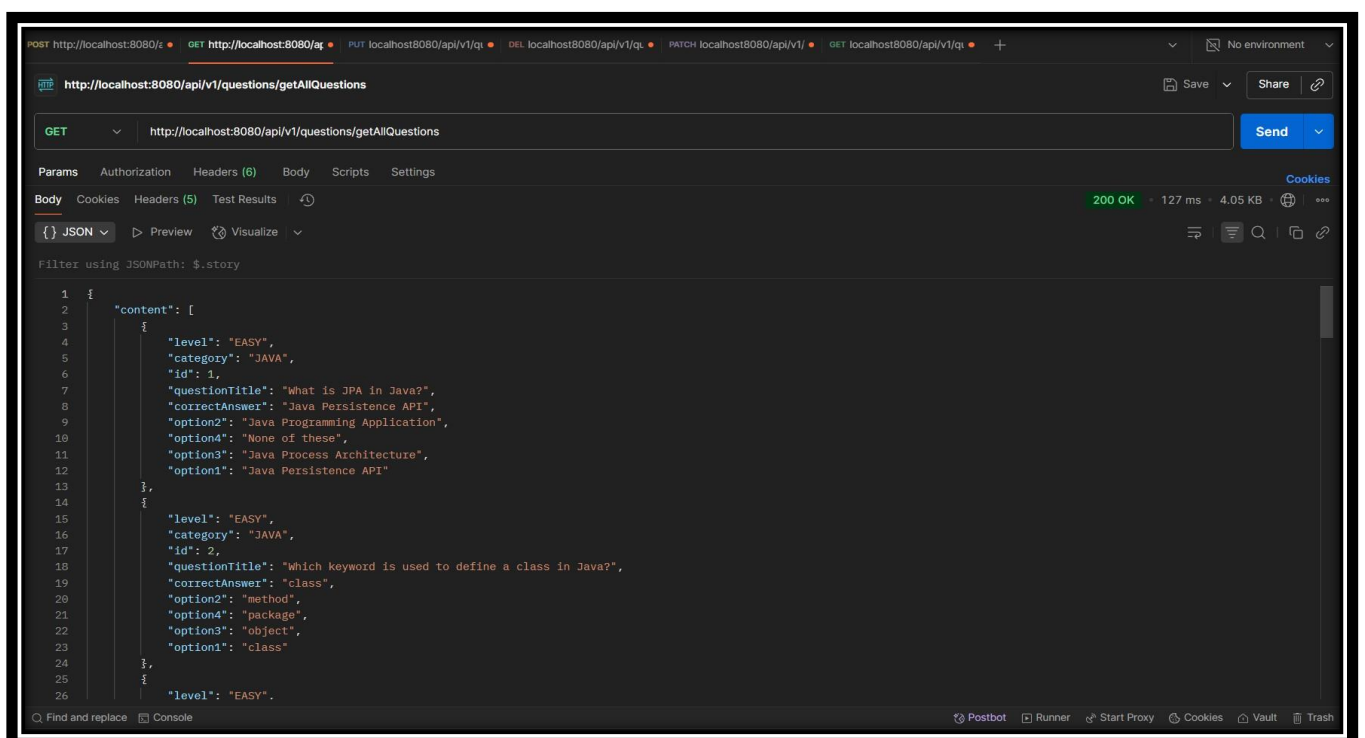 POST http://localhost:8080/a GET http://localhost:8080/ap PUT localhost8080/api/v1/qu DEL localhost8080/api/v1/qu. PATCH localhost8080/api/v1/ GET localhost8080/api/v1/qu + No environment
HTTP http://localhost:8080/api/v1/questions/getAllQuestions Save Share
GET http://localhost:8080/api/v1/questions/getAllQuestions Send
Params Authorization Headers (6) Body Scripts Settings
Cookies
Body Cookies Headers (5) Test Results 200 OK • 127 ms • 4.05 KB
{} JSON Preview Visualize
Filter using JSONPath: $.story
1 {
2 "content": [
3 {
4 "level": "EASY",
5 "category": "JAVA",
6 "id": 1,
7 "questionTitle": "What is JPA in Java?",
8 "correctAnswer": "Java Persistence API",
9 "option2": "Java Programming Application",
10 "option4": "None of these",
11 "option3": "Java Process Architecture",
12 "option1": "Java Persistence API"
13 },
14 {
15 "level": "EASY",
16 "category": "JAVA",
17 "id": 2,
18 "questionTitle": "Which keyword is used to define a class in Java?",
19 "correctAnswer": "class",
20 "option2": "method",
21 "option4": "package",
22 "option3": "object",
23 "option1": "class"
24 },
25 {
26 "level": "EASY",
Find and replace Console Postbot Runner Start Proxy Cookies Vault Trash